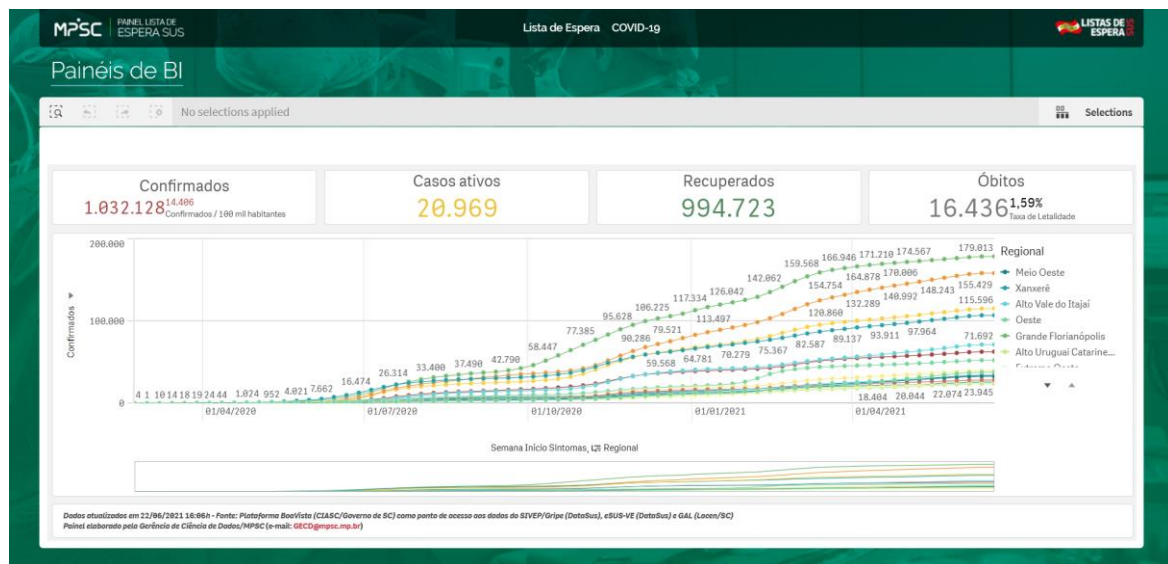 MPSC PAINEL LISTA DE ESPERA SUS
Lista de Espera COVID-19
LISTAS DE ESPERA SUS
Painéis de BI
No selections applied
Selections
Confirmados
1.032.128 14.406 Confirmados / 100 mil habitantes
Casos ativos
20.969
Recuperados
994.723
Óbitos
16.436 1,59% Taxa de Letalidade
200.000
100.000
0
Confirmados
4 1 10 14 18 19 24 44 1.024 952 4.021 7.662 16.474 26.314 33.400 37.490 42.790 58.447 77.385 95.628 106.225 117.334 126.042 142.062 159.568 166.946 171.210 174.567 179.013
90.286 79.521 113.497 154.754 164.878 170.006
59.568 64.781 70.279 75.367 120.860 132.289 140.992 148.243 155.429
82.587 89.137 93.911 97.964 115.596
71.692
18.404 20.044 22.074 23.945
01/04/2020 01/07/2020 01/10/2020 01/01/2021 01/04/2021
Semana Início Sintomas, Regional
Regional
Meio Oeste
Xanxerê
Alto Vale do Itajaí
Oeste
Grande Florianópolis
Alto Uruguai Catarine...
Dados atualizados em 22/06/2021 16:06h - Fonte: Plataforma BoaVista (CIASC/Governo de SC) como ponto de acesso aos dados do SIVEP/Gripe (DataSus), eSUS-VE (DataSus) e GAL (Lacen/SC)
Painel elaborado pela Gerência de Ciência de Dados/MPSC (e-mail: GECD@mpsc.mp.br)